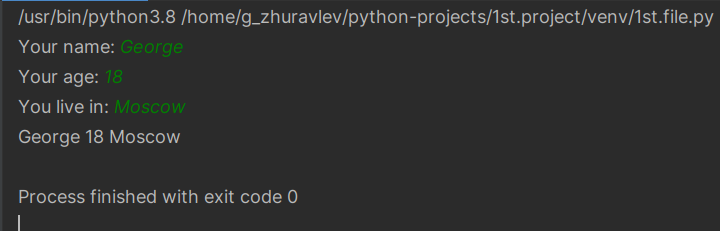 /usr/bin/python3.8 /home/g_zhuravlev/python-projects/1st.project/venv/1st.file.py
Your name: George
Your age: 18
You live in: Moscow
George 18 Moscow
Process finished with exit code 0